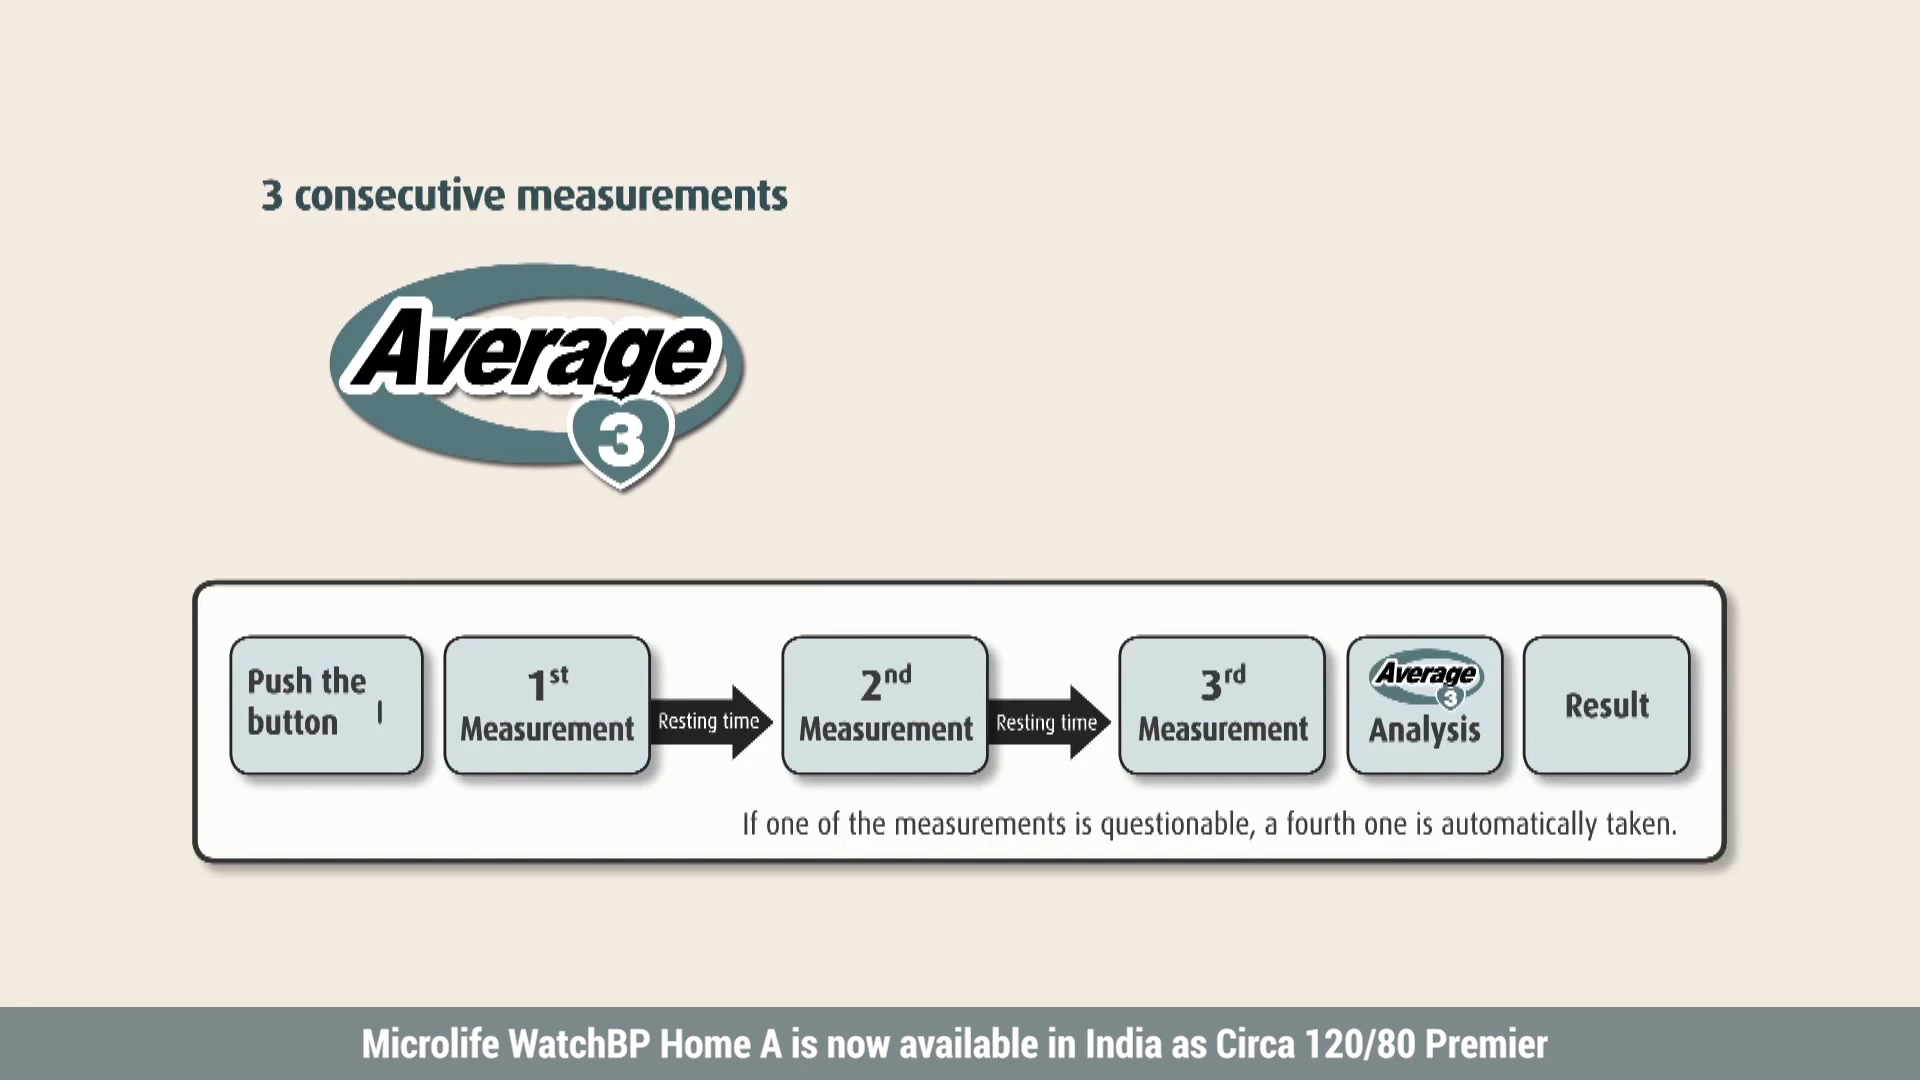 3 consecutive measurements
Average
3
Push the
button
1st
Measurement
Resting time
2nd
Measurement
Resting time
3rd
Measurement
Average
3
Analysis
Result
If one of the measurements is questionable, a fourth one is automatically taken.
Microlife WatchBP Home A is now available in India as Circa 120/80 Premier